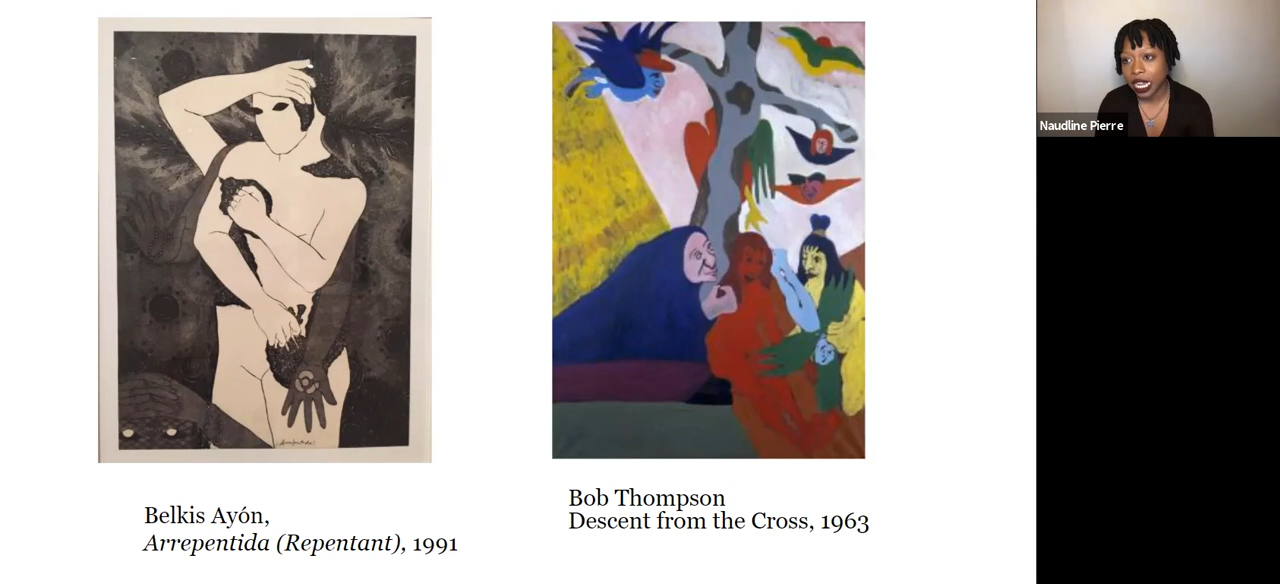 Belkis Ayón,
Arrepentida (Repentant), 1991
Bob Thompson
Descent from the Cross, 1963
Naudline Pierre